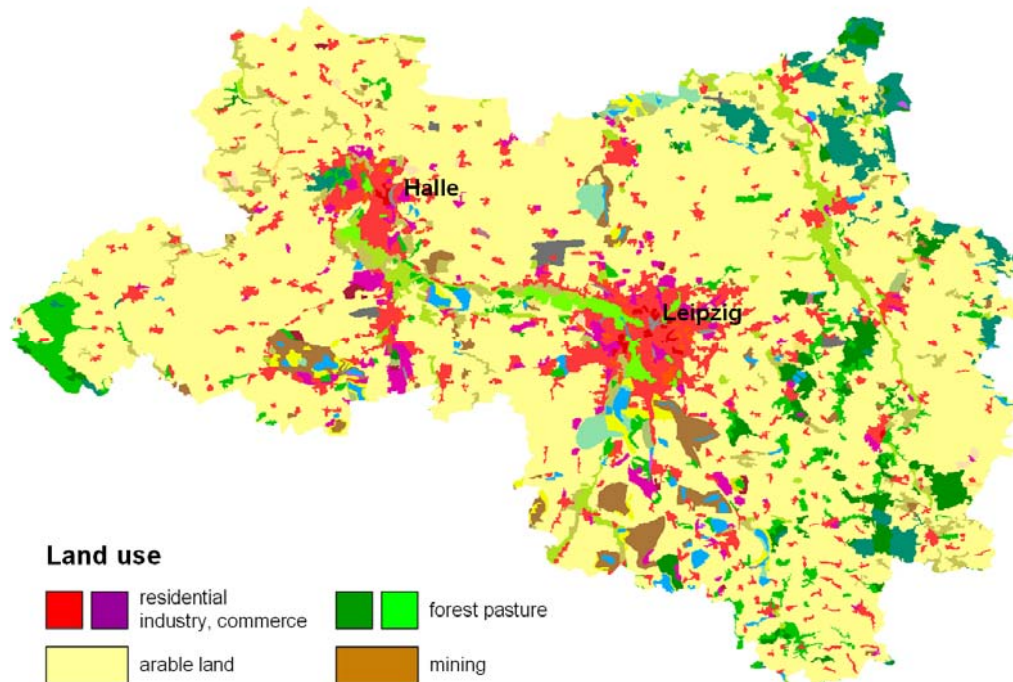 Halle
Leipzig
Land use
residential
industry, commerce
forest pasture
arable land
mining